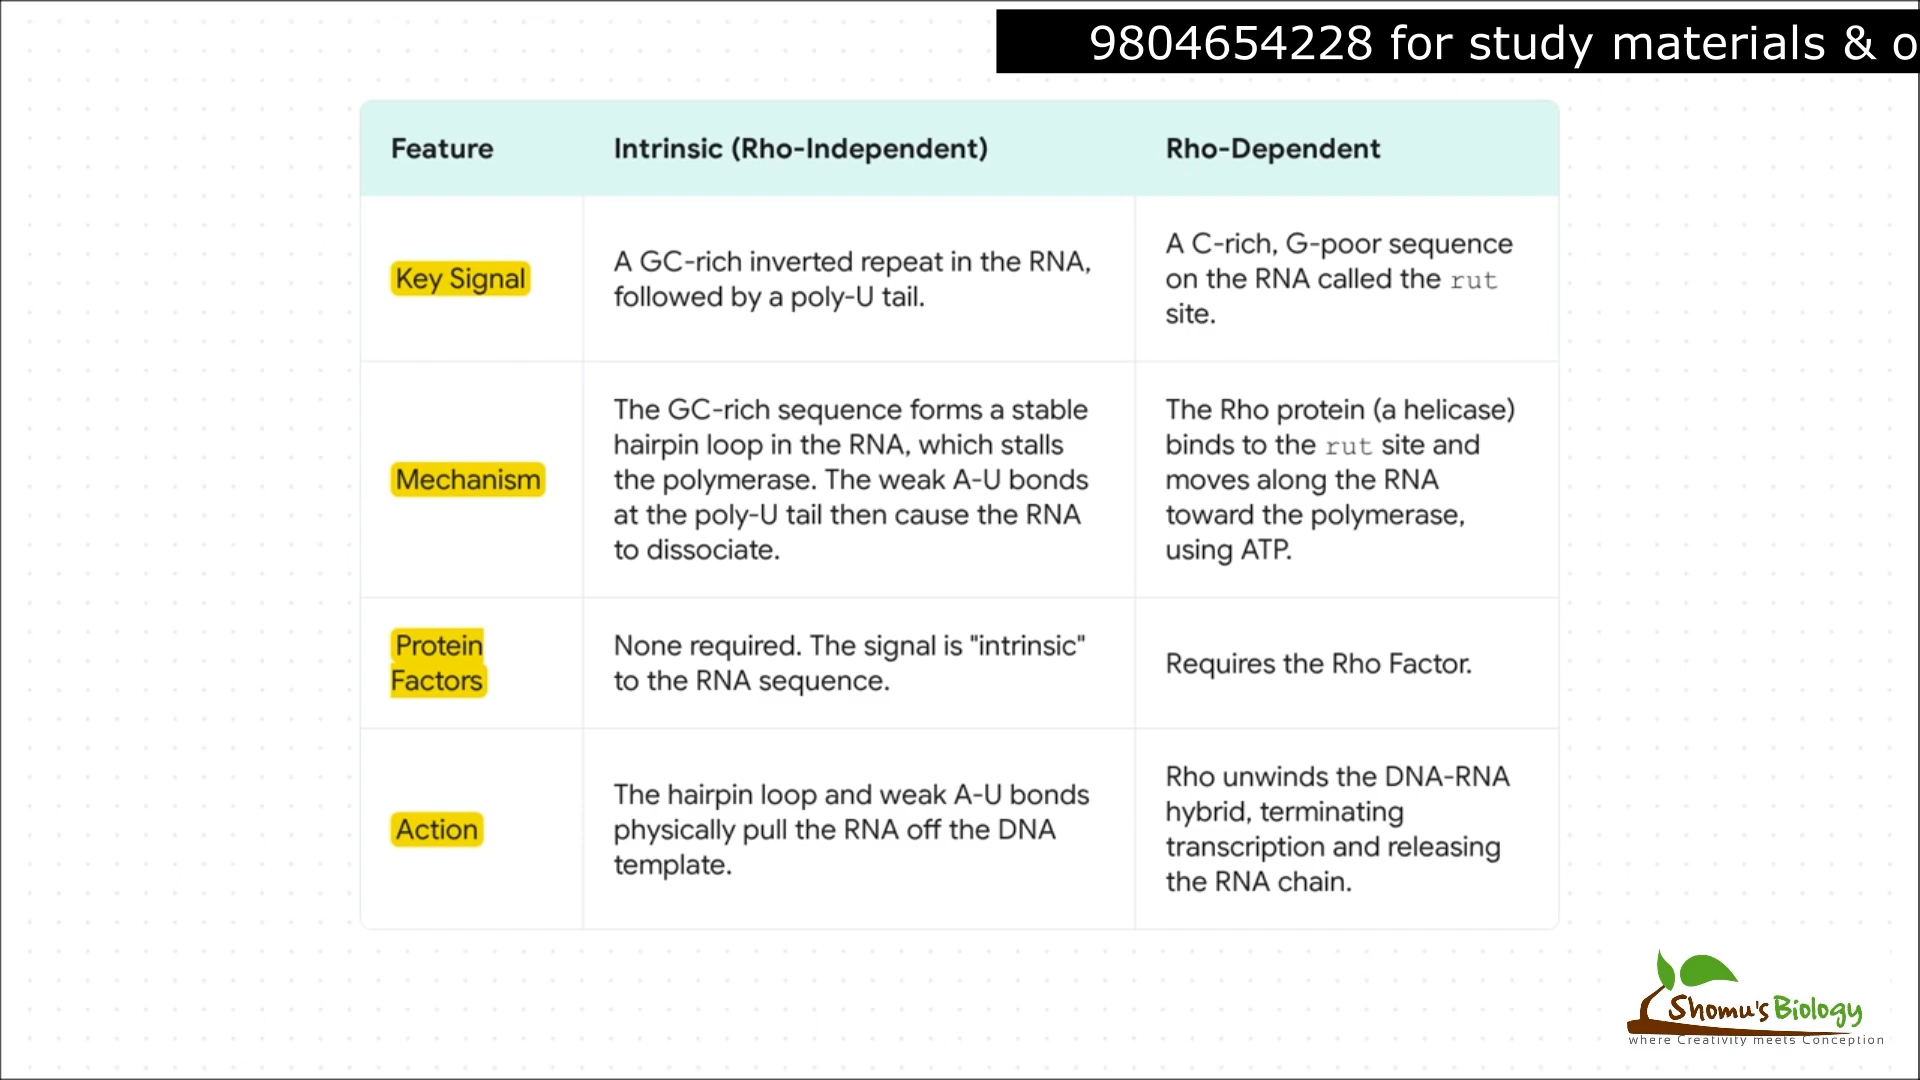 9804654228 for study materials & o
Feature
Intrinsic (Rho-Independent)
Rho-Dependent
Key Signal
A GC-rich inverted repeat in the RNA,
followed by a poly-U tail.
A C-rich, G-poor sequence
on the RNA called the rut
site.
Mechanism
The GC-rich sequence forms a stable
hairpin loop in the RNA, which stalls
the polymerase. The weak A-U bonds
at the poly-U tail then cause the RNA
to dissociate.
The Rho protein (a helicase)
binds to the rut site and
moves along the RNA
toward the polymerase,
using ATP.
Protein
Factors
None required. The signal is "intrinsic"
to the RNA sequence.
Requires the Rho Factor.
Action
The hairpin loop and weak A-U bonds
physically pull the RNA off the DNA
template.
Rho unwinds the DNA-RNA
hybrid, terminating
transcription and releasing
the RNA chain.
Shomu's Biology
where Creativity meets Conception